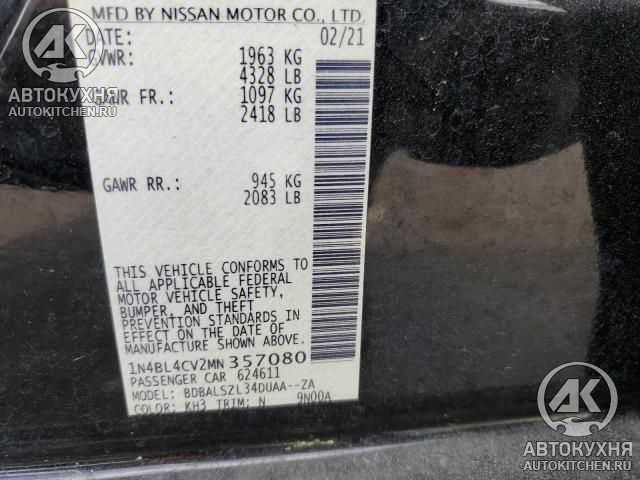 MFD BY NISSAN MOTOR CO., LTD.
DATE: 02/21
GVWR: 1963 KG
4328 LB
GAWR FR.: 1097 KG
2418 LB
GAWR RR.: 945 KG
2083 LB
THIS VEHICLE CONFORMS TO
ALL APPLICABLE FEDERAL
MOTOR VEHICLE SAFETY,
BUMPER, AND THEFT
PREVENTION STANDARDS IN
EFFECT ON THE DATE OF
MANUFACTURE SHOWN ABOVE.
1N4BL4CV2MN357080
PASSENGER CAR 624611
MODEL: BDBALSZL34DUAA--ZA
COLOR: KH3 TRIM: N 9N00A
АВТОКУХНЯ
AUTOKITCHEN.RU
АВТОКУХНЯ
AUTOKITCHEN.RU